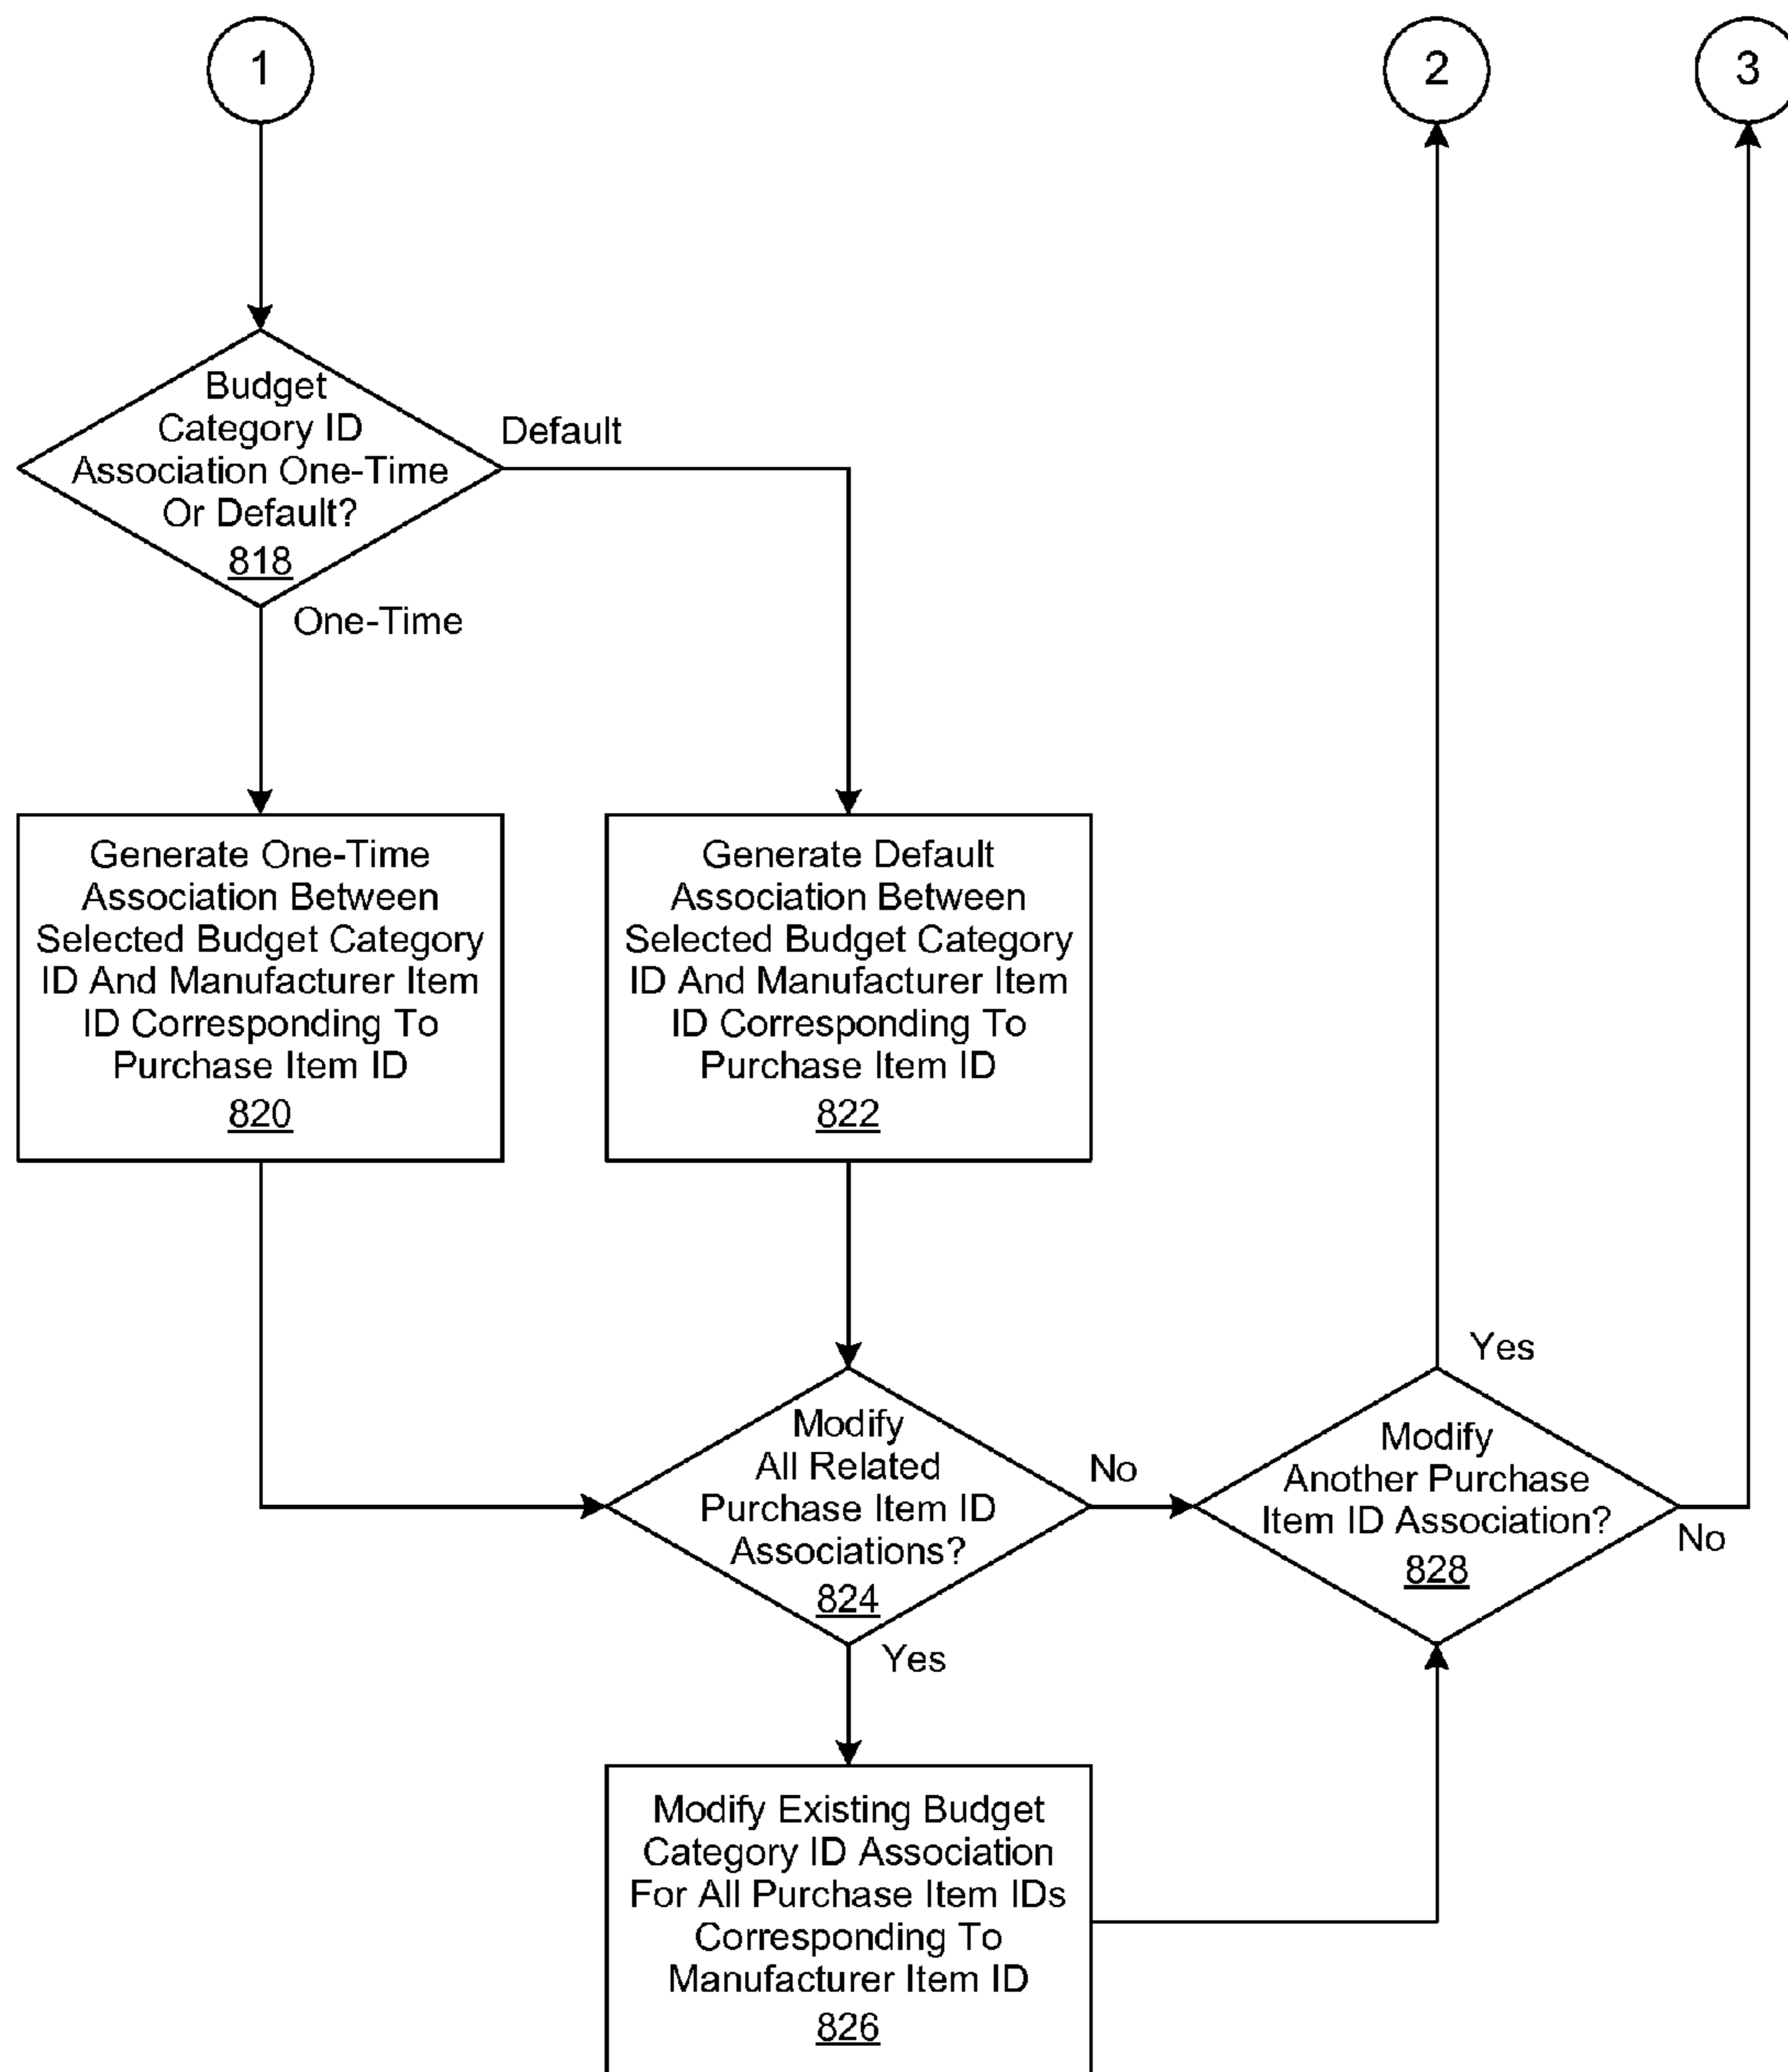 1
2
3
Budget
Category ID
Association One-Time
Or Default?
818
Default
One-Time
Generate One-Time
Association Between
Selected Budget Category
ID And Manufacturer Item
ID Corresponding To
Purchase Item ID
820
Generate Default
Association Between
Selected Budget Category
ID And Manufacturer Item
ID Corresponding To
Purchase Item ID
822
Modify
All Related
Purchase Item ID
Associations?
824
No
Yes
Modify
Another Purchase
Item ID Association?
828
Yes
No
Modify Existing Budget
Category ID Association
For All Purchase Item IDs
Corresponding To
Manufacturer Item ID
826